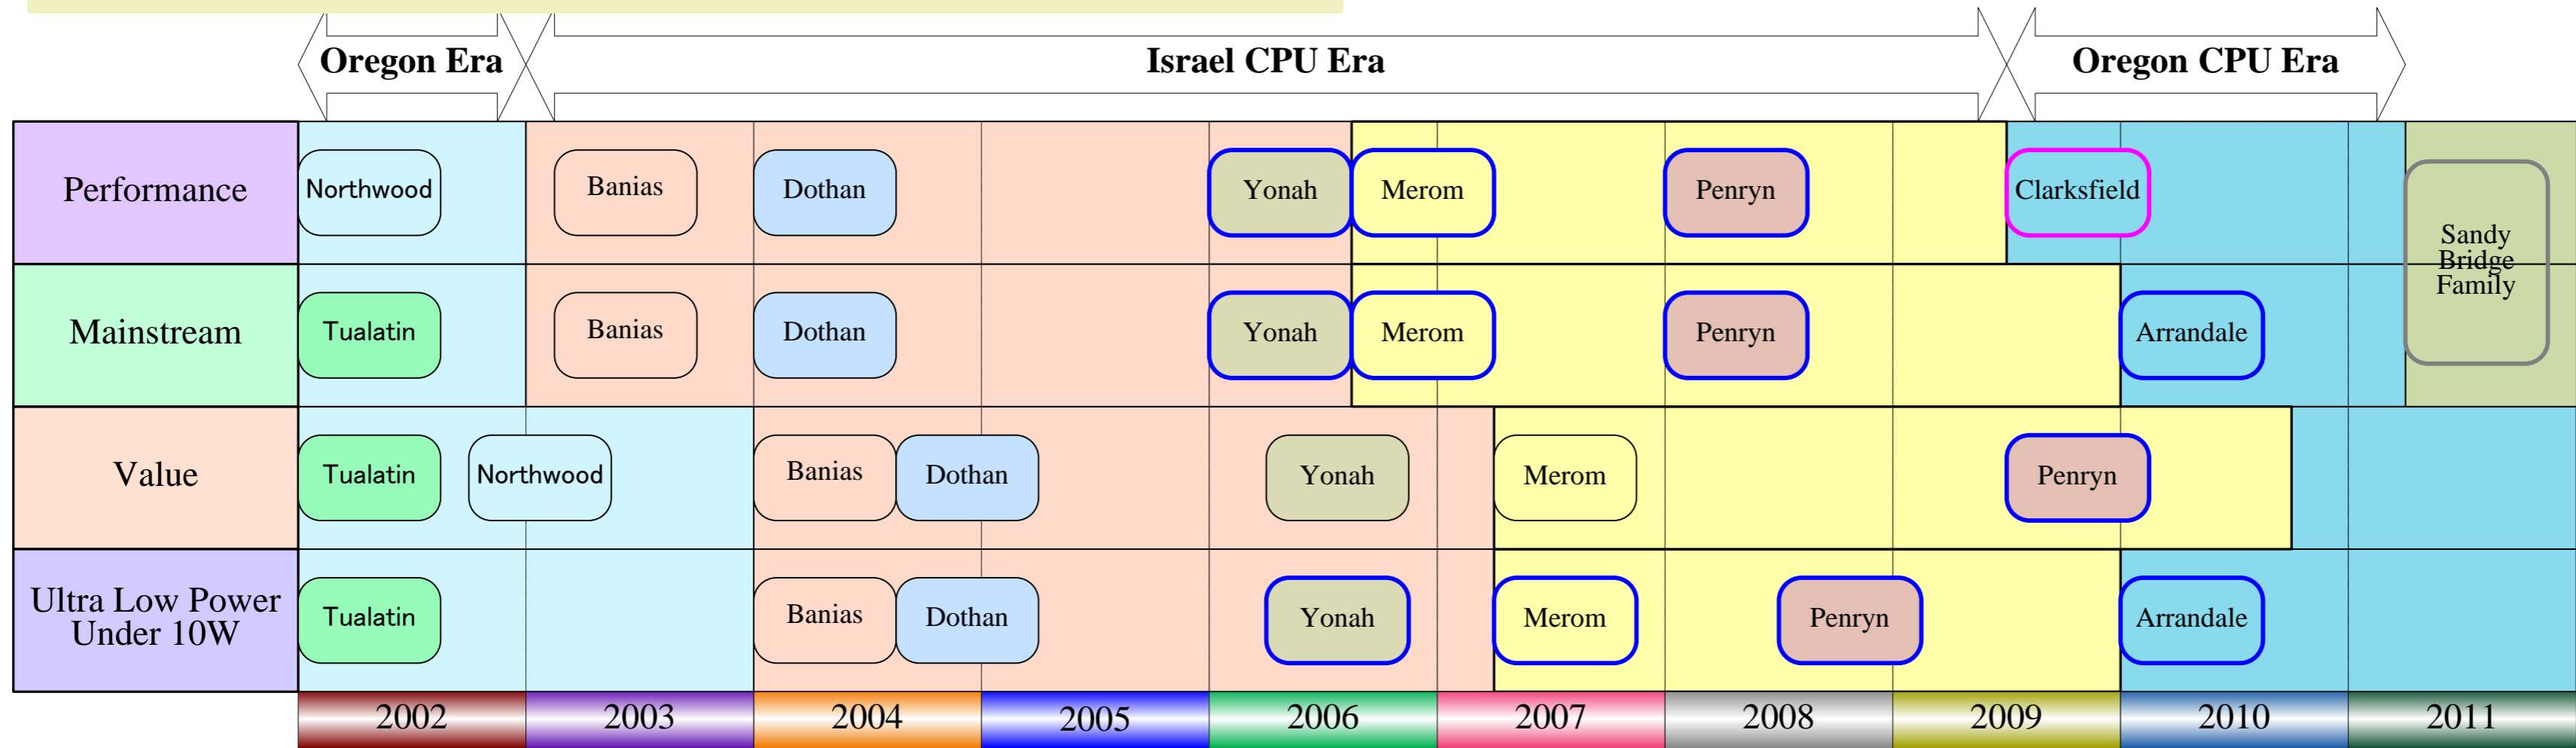 Oregon Era
Israel CPU Era
Oregon CPU Era
Performance
Northwood
Banias
Dothan
Yonah
Merom
Penryn
Clarksfield
Sandy
Bridge
Family
Mainstream
Tualatin
Banias
Dothan
Yonah
Merom
Penryn
Arrandale
Value
Tualatin
Northwood
Banias
Dothan
Yonah
Merom
Penryn
Ultra Low Power
Under 10W
Tualatin
Banias
Dothan
Yonah
Merom
Penryn
Arrandale
2002
2003
2004
2005
2006
2007
2008
2009
2010
2011